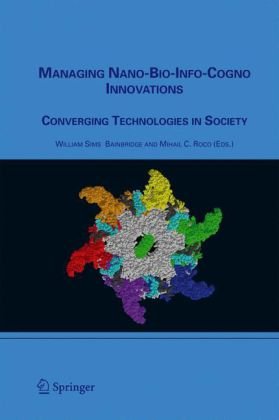 MANAGING NANO-BIO-INFO-COGNO
INNOVATIONS
CONVERGING TECHNOLOGIES IN SOCIETY
WILLIAM SIMS BAINBRIDGE AND MIHAIL C. ROCO (EDS.)
Springer